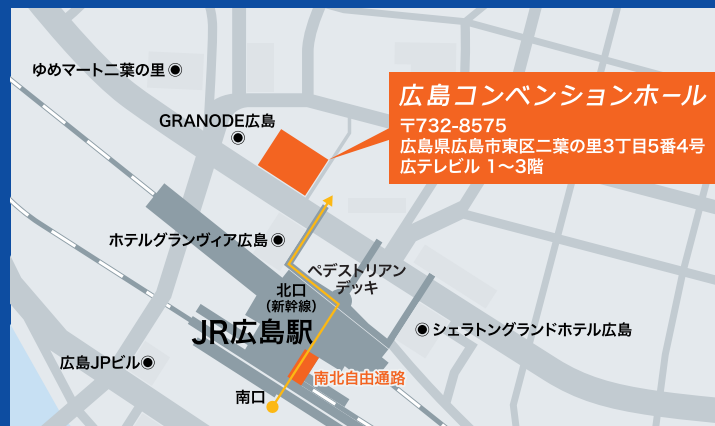 ゆめマート二葉の里
GRANODE広島
広島コンベンションホール
〒732-8575
広島県広島市東区二葉の里3丁目5番4号
広テレビル 1〜3階
ホテルグランヴィア広島
ペデストリアン
デッキ
北口
(新幹線)
JR広島駅
シェラトングランドホテル広島
広島JPビル
南北自由通路
南口